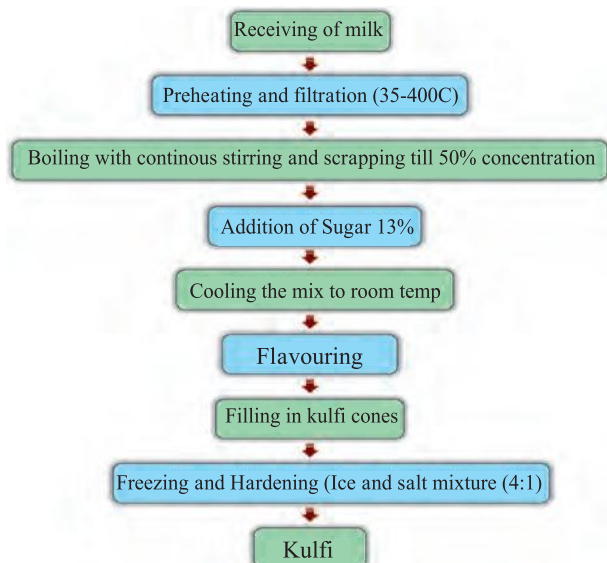 Receiving of milk
Preheating and filtration (35-400C)
Boiling with continous stirring and scrapping till 50% concentration
Addition of Sugar 13%
Cooling the mix to room temp
Flavouring
Filling in kulfi cones
Freezing and Hardening (Ice and salt mixture (4:1)
Kulfi